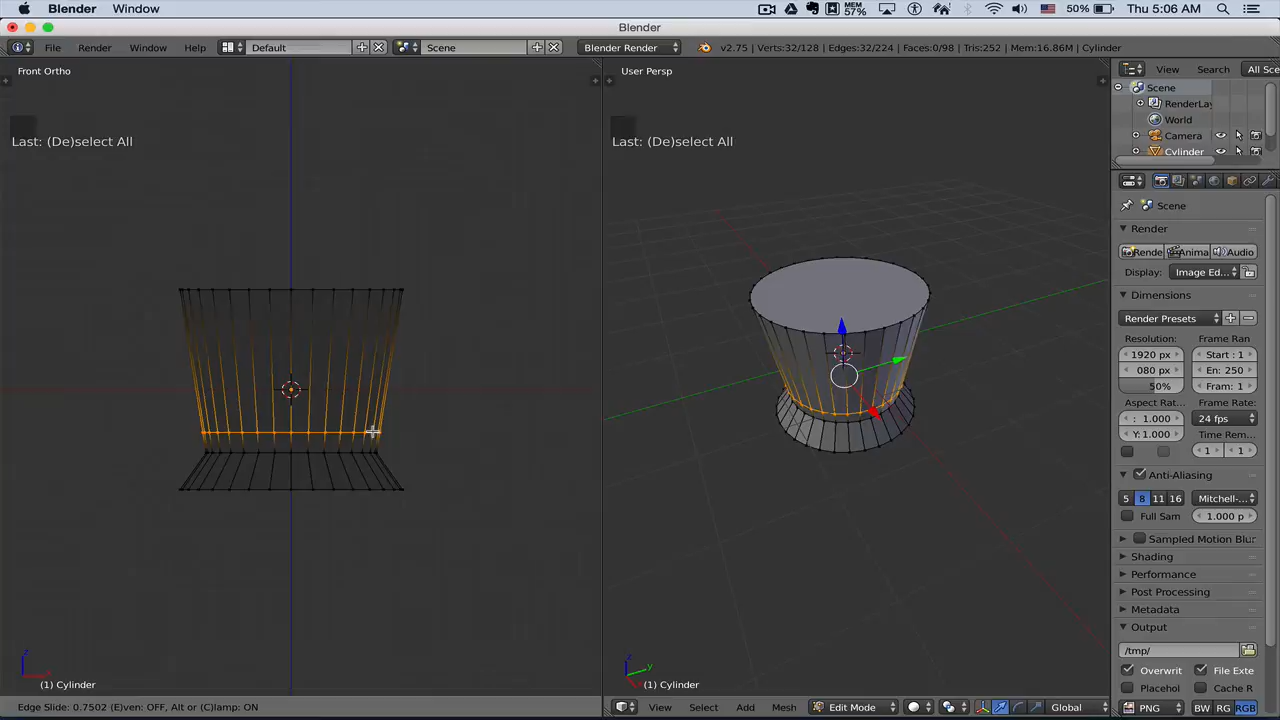 Blender Window MEM 57% 50% Thu 5:06 AM
Blender
File Render Window Help Default Scene Blender Render v2.75 | Verts:32/128 | Edges:32/224 | Faces:0/98 | Tris:252 | Mem:16.86M | Cylinder
Front Ortho
User Persp
View Search All Sce
Scene
RenderLay
World
Camera
Cylinder
Last: (De)select All
Last: (De)select All
Scene
Render
Rende Anima Audio
Display: Image Ed...
Dimensions
Render Presets
Resolution: Frame Ran
1920 px Start : 1
080 px En: 250
50% Fram: 1
Aspect Rat... Frame Rate:
: 1.000 24 fps
Y: 1.000 Time Rem...
1 1
Anti-Aliasing
5 8 11 16 Mitchell-...
Full Sam 1.000 p
Sampled Motion Blur
Shading
Performance
Post Processing
Metadata
Output
/tmp/
Overwrit File Exte
Placehol Cache R
PNG BW RG RGB
(1) Cylinder
(1) Cylinder
Edge Slide: 0.7502 (E)ven: OFF, Alt or (C)lamp: ON
View Select Add Mesh Edit Mode Global